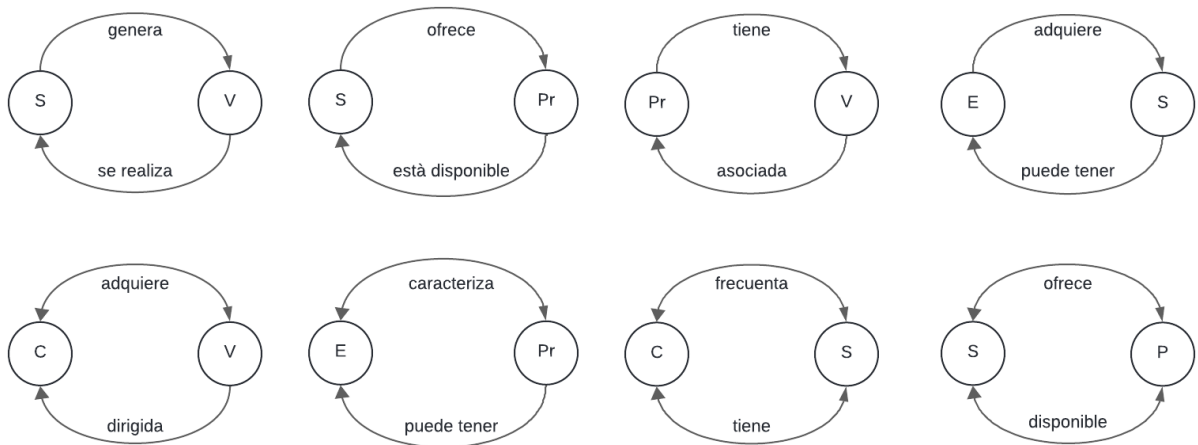 genera
S
V
se realiza
ofrece
S
Pr
està disponible
tiene
Pr
V
asociada
adquiere
E
S
puede tener
adquiere
C
V
dirigida
caracteriza
E
Pr
puede tener
frecuenta
C
S
tiene
ofrece
S
P
disponible